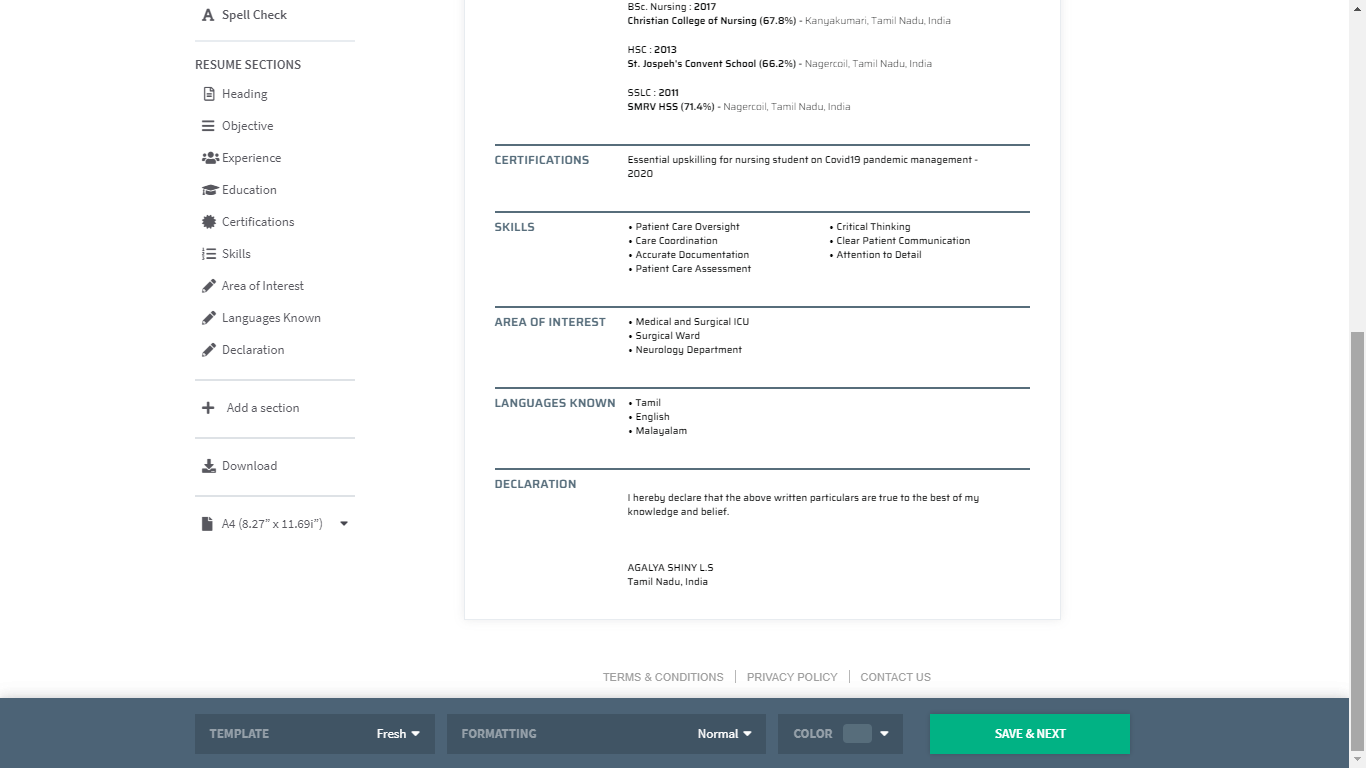 Spell Check
RESUME SECTIONS
Heading
Objective
Experience
Education
Certifications
Skills
Area of Interest
Languages Known
Declaration
Add a section
Download
A4 (8.27” x 11.69i”)
BSc. Nursing : 2017
Christian College of Nursing (67.8%) - Kanyakumari, Tamil Nadu, India
HSC : 2013
St. Jospeh's Convent School (66.2%) - Nagercoil, Tamil Nadu, India
SSLC : 2011
SMRV HSS (71.4%) - Nagercoil, Tamil Nadu, India
CERTIFICATIONS
Essential upskilling for nursing student on Covid19 pandemic management -
2020
SKILLS
• Patient Care Oversight
• Care Coordination
• Accurate Documentation
• Patient Care Assessment
• Critical Thinking
• Clear Patient Communication
• Attention to Detail
AREA OF INTEREST
• Medical and Surgical ICU
• Surgical Ward
• Neurology Department
LANGUAGES KNOWN
• Tamil
• English
• Malayalam
DECLARATION
I hereby declare that the above written particulars are true to the best of my
knowledge and belief.
AGALYA SHINY L.S
Tamil Nadu, India
TERMS & CONDITIONS | PRIVACY POLICY | CONTACT US
TEMPLATE Fresh FORMATTING Normal COLOR SAVE & NEXT